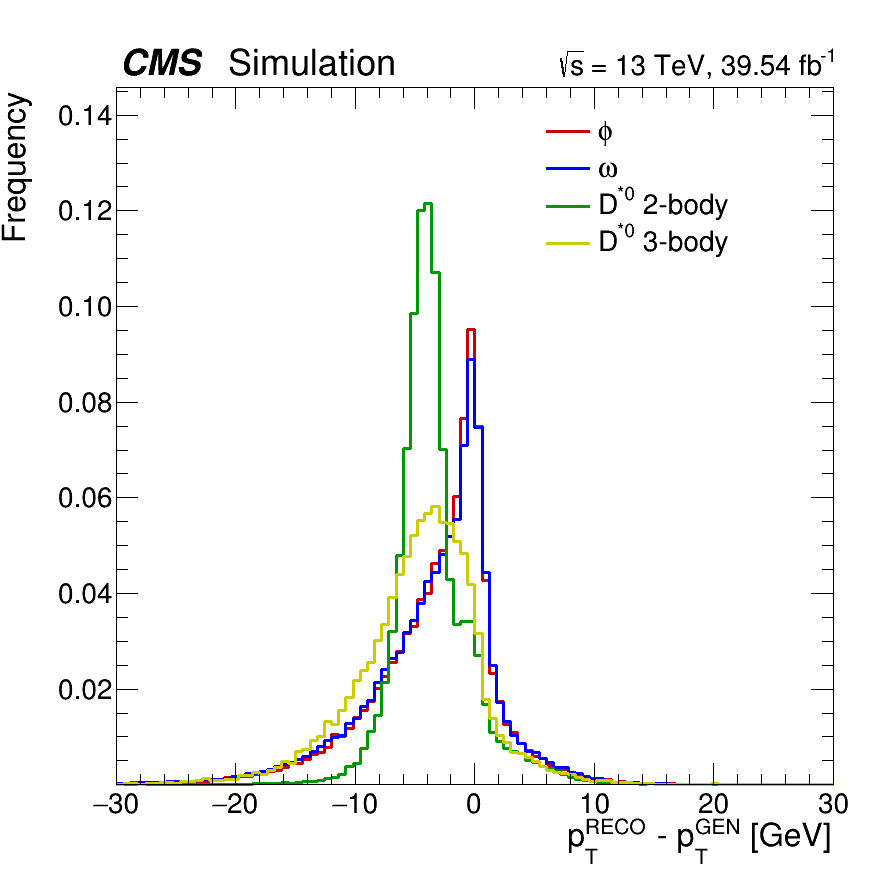 CMS Simulation √s = 13 TeV, 39.54 fb⁻¹
Frequency
0.14
0.12
0.10
0.08
0.06
0.04
0.02
ϕ
ω
D*⁰ 2-body
D*⁰ 3-body
−30 −20 −10 0 10 20 30
p_T^RECO - p_T^GEN [GeV]